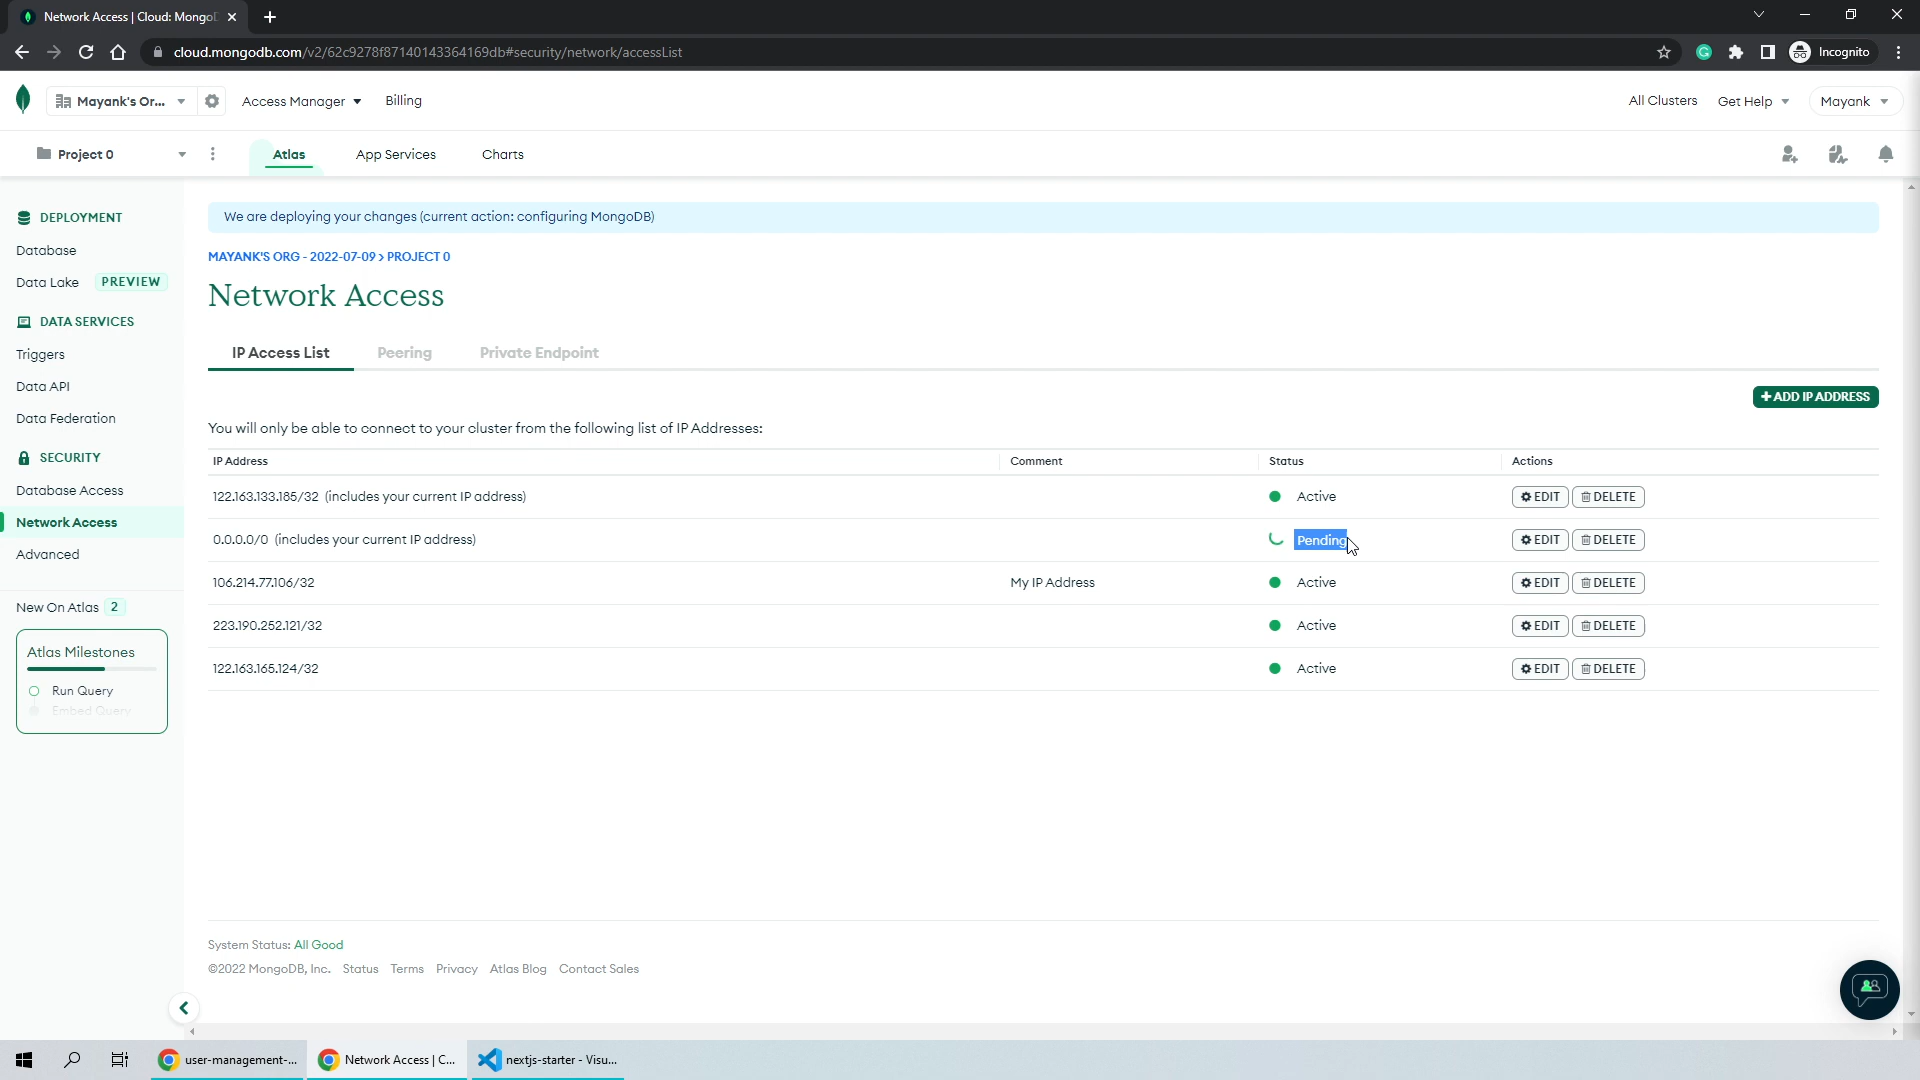 Network Access | Cloud: MongoD
cloud.mongodb.com/v2/62c9278f87140143364169db#security/network/accessList
Incognito
Mayank's Or...
Access Manager
Billing
All Clusters
Get Help
Mayank
Project 0
Atlas
App Services
Charts
DEPLOYMENT
Database
Data Lake PREVIEW
DATA SERVICES
Triggers
Data API
Data Federation
SECURITY
Database Access
Network Access
Advanced
New On Atlas 2
Atlas Milestones
Run Query
Embed Query
We are deploying your changes (current action: configuring MongoDB)
MAYANK'S ORG - 2022-07-09 > PROJECT 0
Network Access
IP Access List Peering Private Endpoint
+ ADD IP ADDRESS
You will only be able to connect to your cluster from the following list of IP Addresses:
IP Address Comment Status Actions
122.163.133.185/32 (includes your current IP address) Active EDIT DELETE
0.0.0.0/0 (includes your current IP address) Pending EDIT DELETE
106.214.77.106/32 My IP Address Active EDIT DELETE
223.190.252.121/32 Active EDIT DELETE
122.163.165.124/32 Active EDIT DELETE
System Status: All Good
©2022 MongoDB, Inc. Status Terms Privacy Atlas Blog Contact Sales
user-management-...
Network Access | C...
nextjs-starter - Visu...